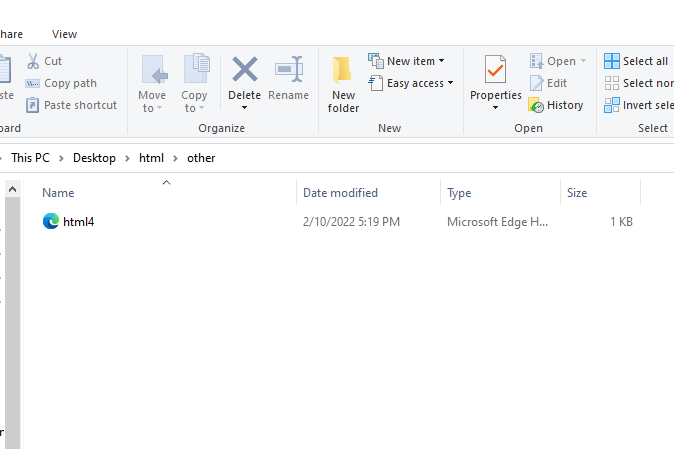 hare View
Cut
Copy path
ste Paste shortcut
Move to
Copy to
Delete
Rename
New folder
New item
Easy access
Properties
Open
Edit
History
Select all
Select nor
Invert sele
oard Organize New Open Select
This PC Desktop html other
Name Date modified Type Size
html4 2/10/2022 5:19 PM Microsoft Edge H... 1 KB